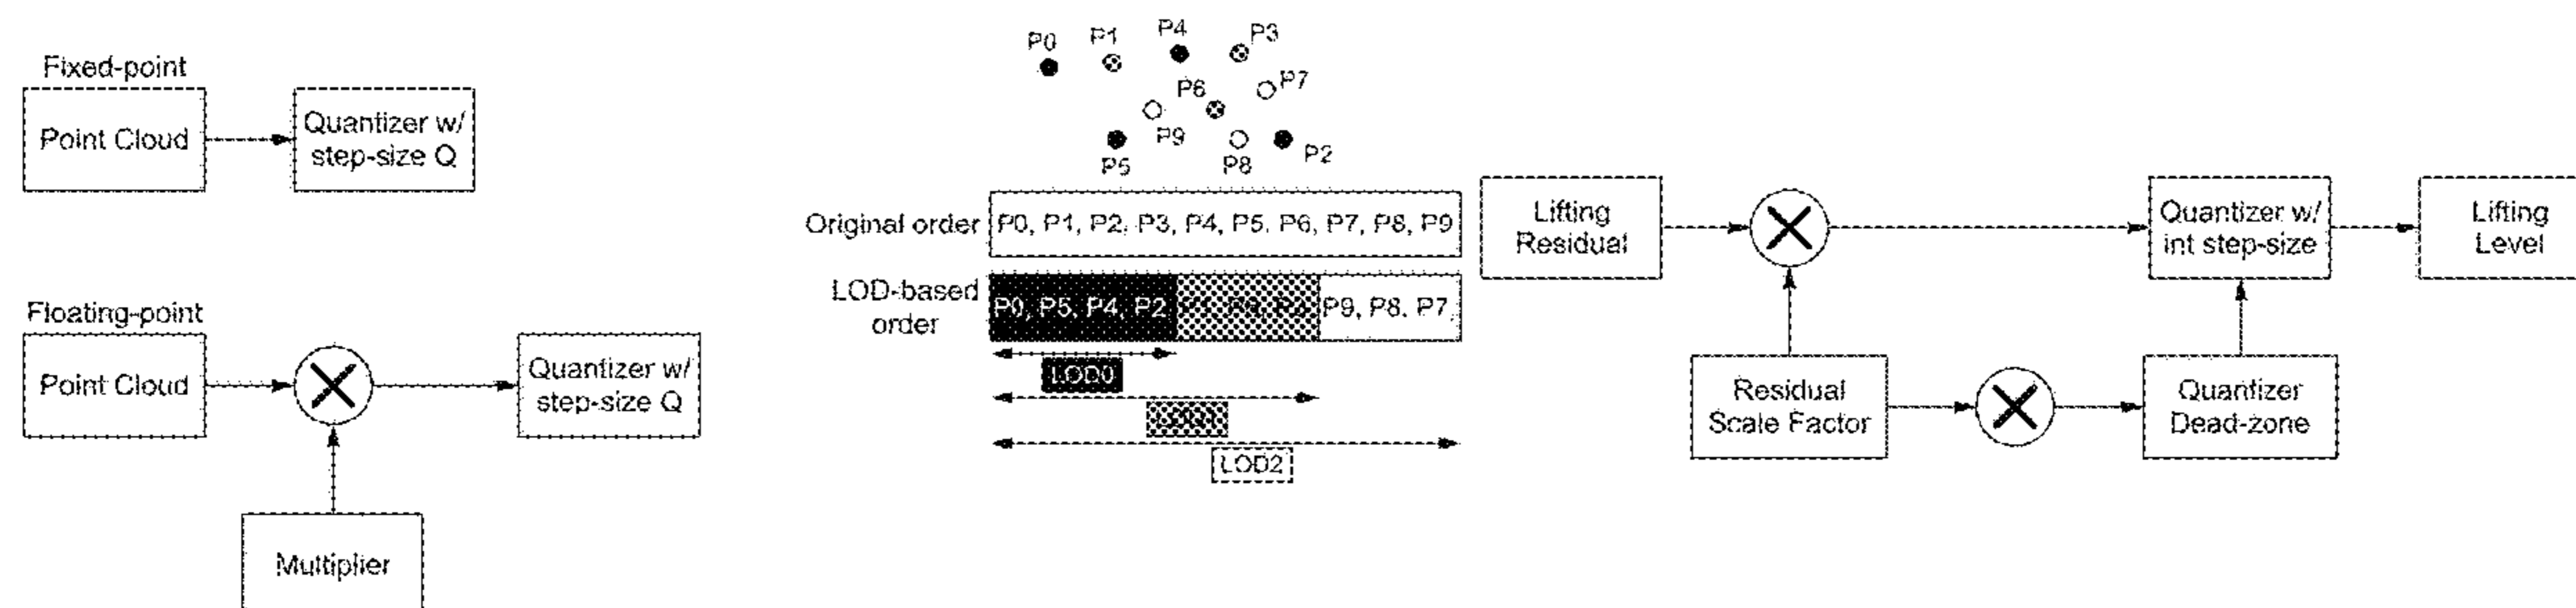 Fixed-point
Point Cloud
Quantizer w/
step-size Q
Floating-point
Point Cloud
Quantizer w/
step-size Q
Multiplier
P0
P1
P4
P3
P7
P6
P9
P5
P8
P2
Original order
P0, P1, P2, P3, P4, P5, P6, P7, P8, P9
LOD-based
order
P0, P5, P4, P2
P9, P8, P7
LOD0
LOD2
Lifting
Residual
Quantizer w/
int step-size
Lifting
Level
Residual
Scale Factor
Quantizer
Dead-zone